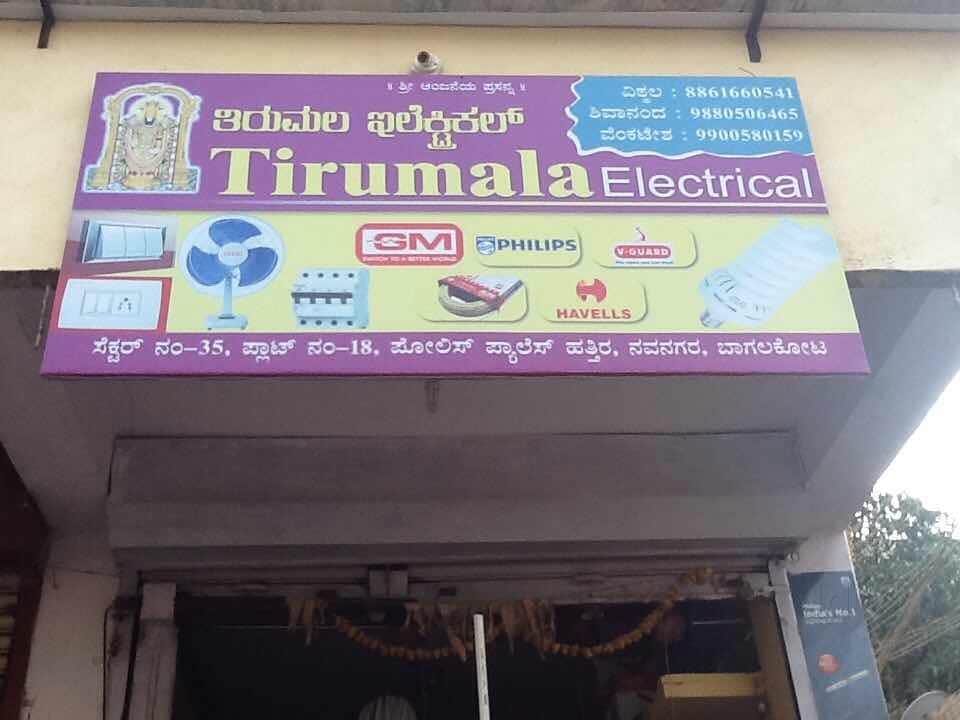 ॥ ಶ್ರೀ ಆಂಜನೆಯ ಪ್ರಸನ್ನ ॥
ತಿರುಮಲ ಇಲೆಕ್ಟ್ರಿಕಲ್
Tirumala Electrical
ವಿಠ್ಠಲ : 8861660541
ಶಿವಾನಂದ : 9880506465
ವೆಂಕಟೇಶ : 9900580159
GM
SWITCH TO A BETTER WORLD
PHILIPS
V-GUARD
HAVELLS
ಸೆಕ್ಟರ್ ನಂ-35, ಪ್ಲಾಟ್ ನಂ-18, ಪೋಲಿಸ್ ಪ್ಯಾಲೆಸ್ ಹತ್ತಿರ, ನವನಗರ, ಬಾಗಲಕೋಟ
India's No.1